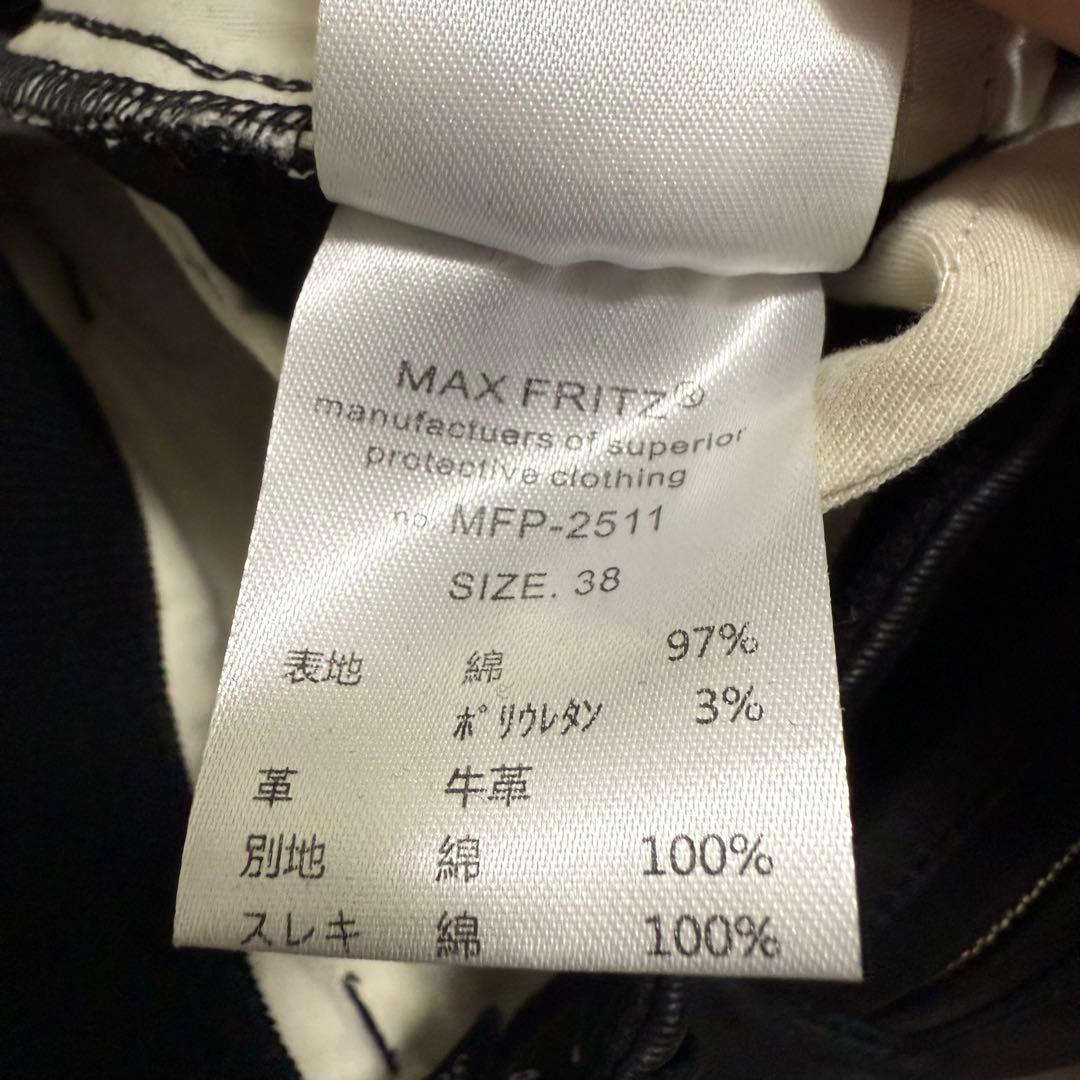 MAX FRITZ®
manufactuers of superior
protective clothing
no. MFP-2511
SIZE. 38
表地 綿 97%
ポリウレタン 3%
革 牛革
別地 綿 100%
スレキ 綿 100%